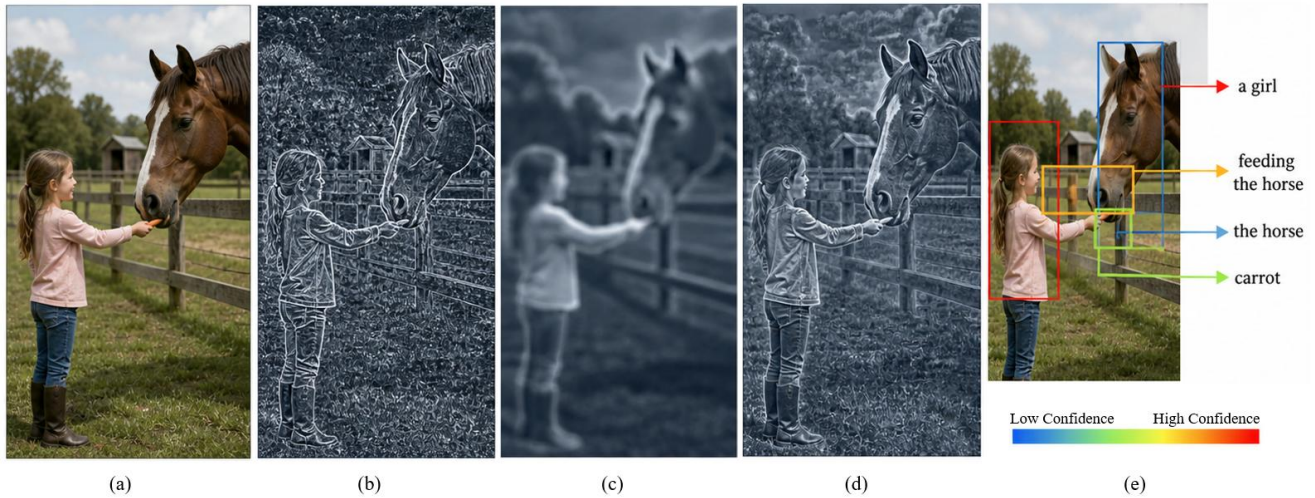 a girl
feeding
the horse
the horse
carrot
Low Confidence High Confidence
(a) (b) (c) (d) (e)